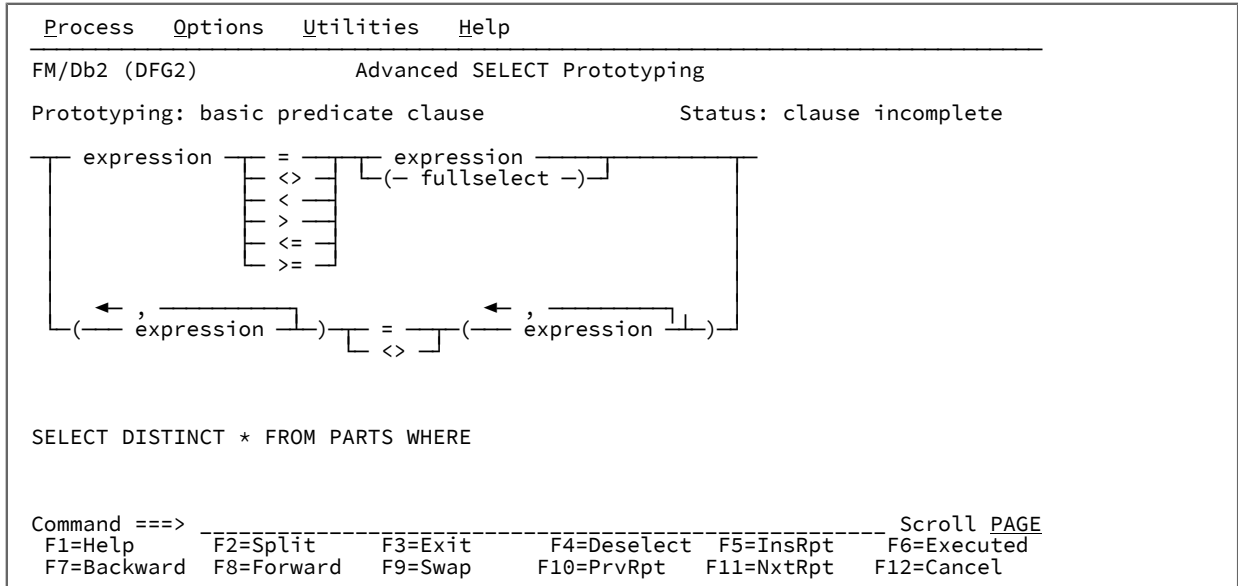 Process Options Utilities Help
FM/Db2 (DFG2) Advanced SELECT Prototyping
Prototyping: basic predicate clause Status: clause incomplete
expression = expression
<> (fullselect)
<
>
<=
>=
, ,
(expression) = (expression)
<>
SELECT DISTINCT * FROM PARTS WHERE
Command ===> Scroll PAGE
F1=Help F2=Split F3=Exit F4=Deselect F5=InsRpt F6=Executed
F7=Backward F8=Forward F9=Swap F10=PrvRpt F11=NxtRpt F12=Cancel